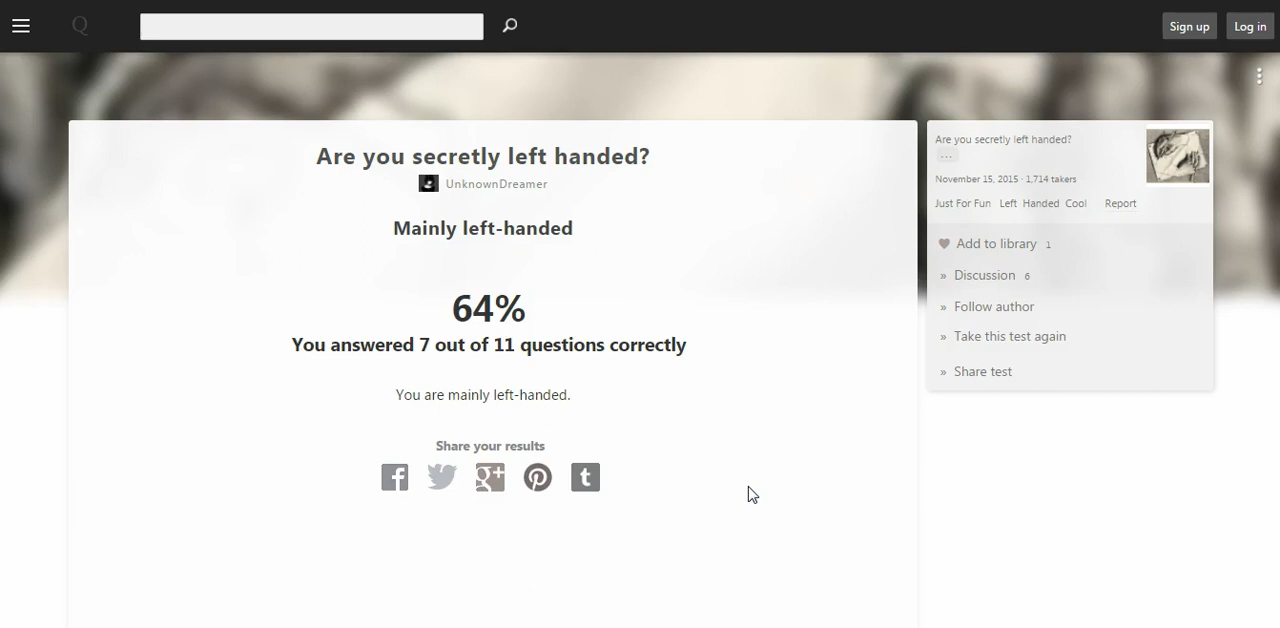 Q
Sign up
Log in
Are you secretly left handed?
UnknownDreamer
Mainly left-handed
64%
You answered 7 out of 11 questions correctly
You are mainly left-handed.
Share your results
f
g+
t
Are you secretly left handed?
...
November 15, 2015 · 1,714 takers
Just For Fun Left Handed Cool Report
Add to library 1
» Discussion 6
» Follow author
» Take this test again
» Share test